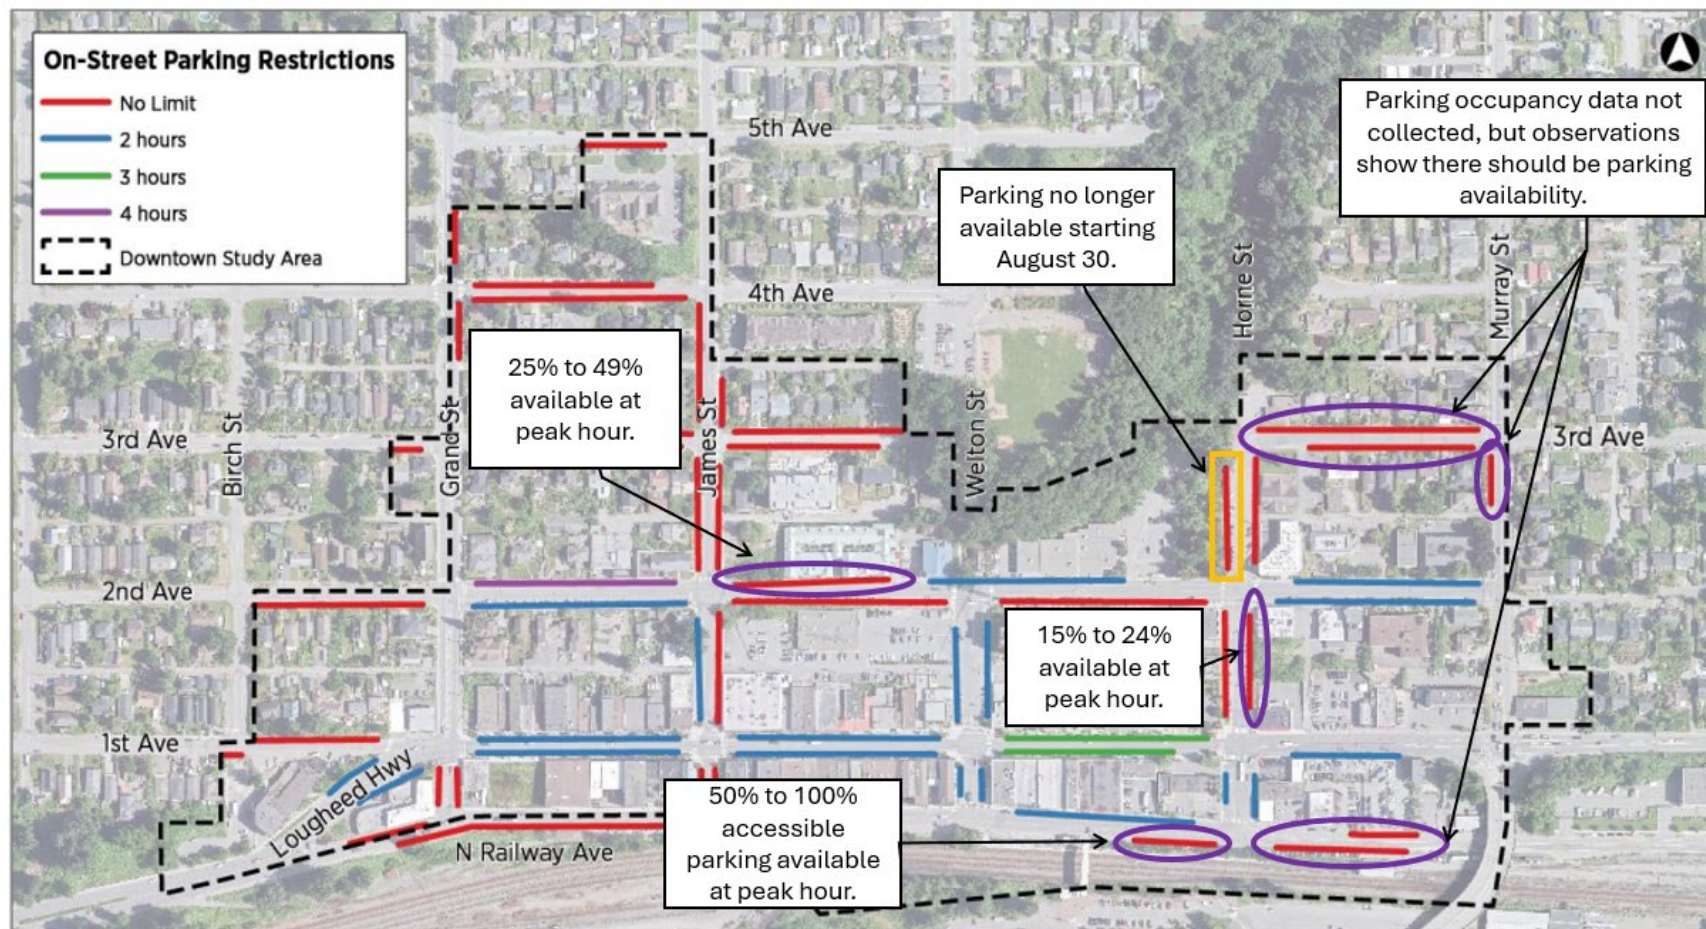 On-Street Parking Restrictions
No Limit
2 hours
3 hours
4 hours
Downtown Study Area
Parking occupancy data not
collected, but observations
show there should be parking
availability.
Parking no longer
available starting
August 30.
5th Ave
4th Ave
25% to 49%
available at
peak hour.
Horne St
Murray St
3rd Ave
Birch St
Grand St
James St
Welton St
3rd Ave
2nd Ave
15% to 24%
available at
peak hour.
1st Ave
Lougheed Hwy
N Railway Ave
50% to 100%
accessible
parking available
at peak hour.